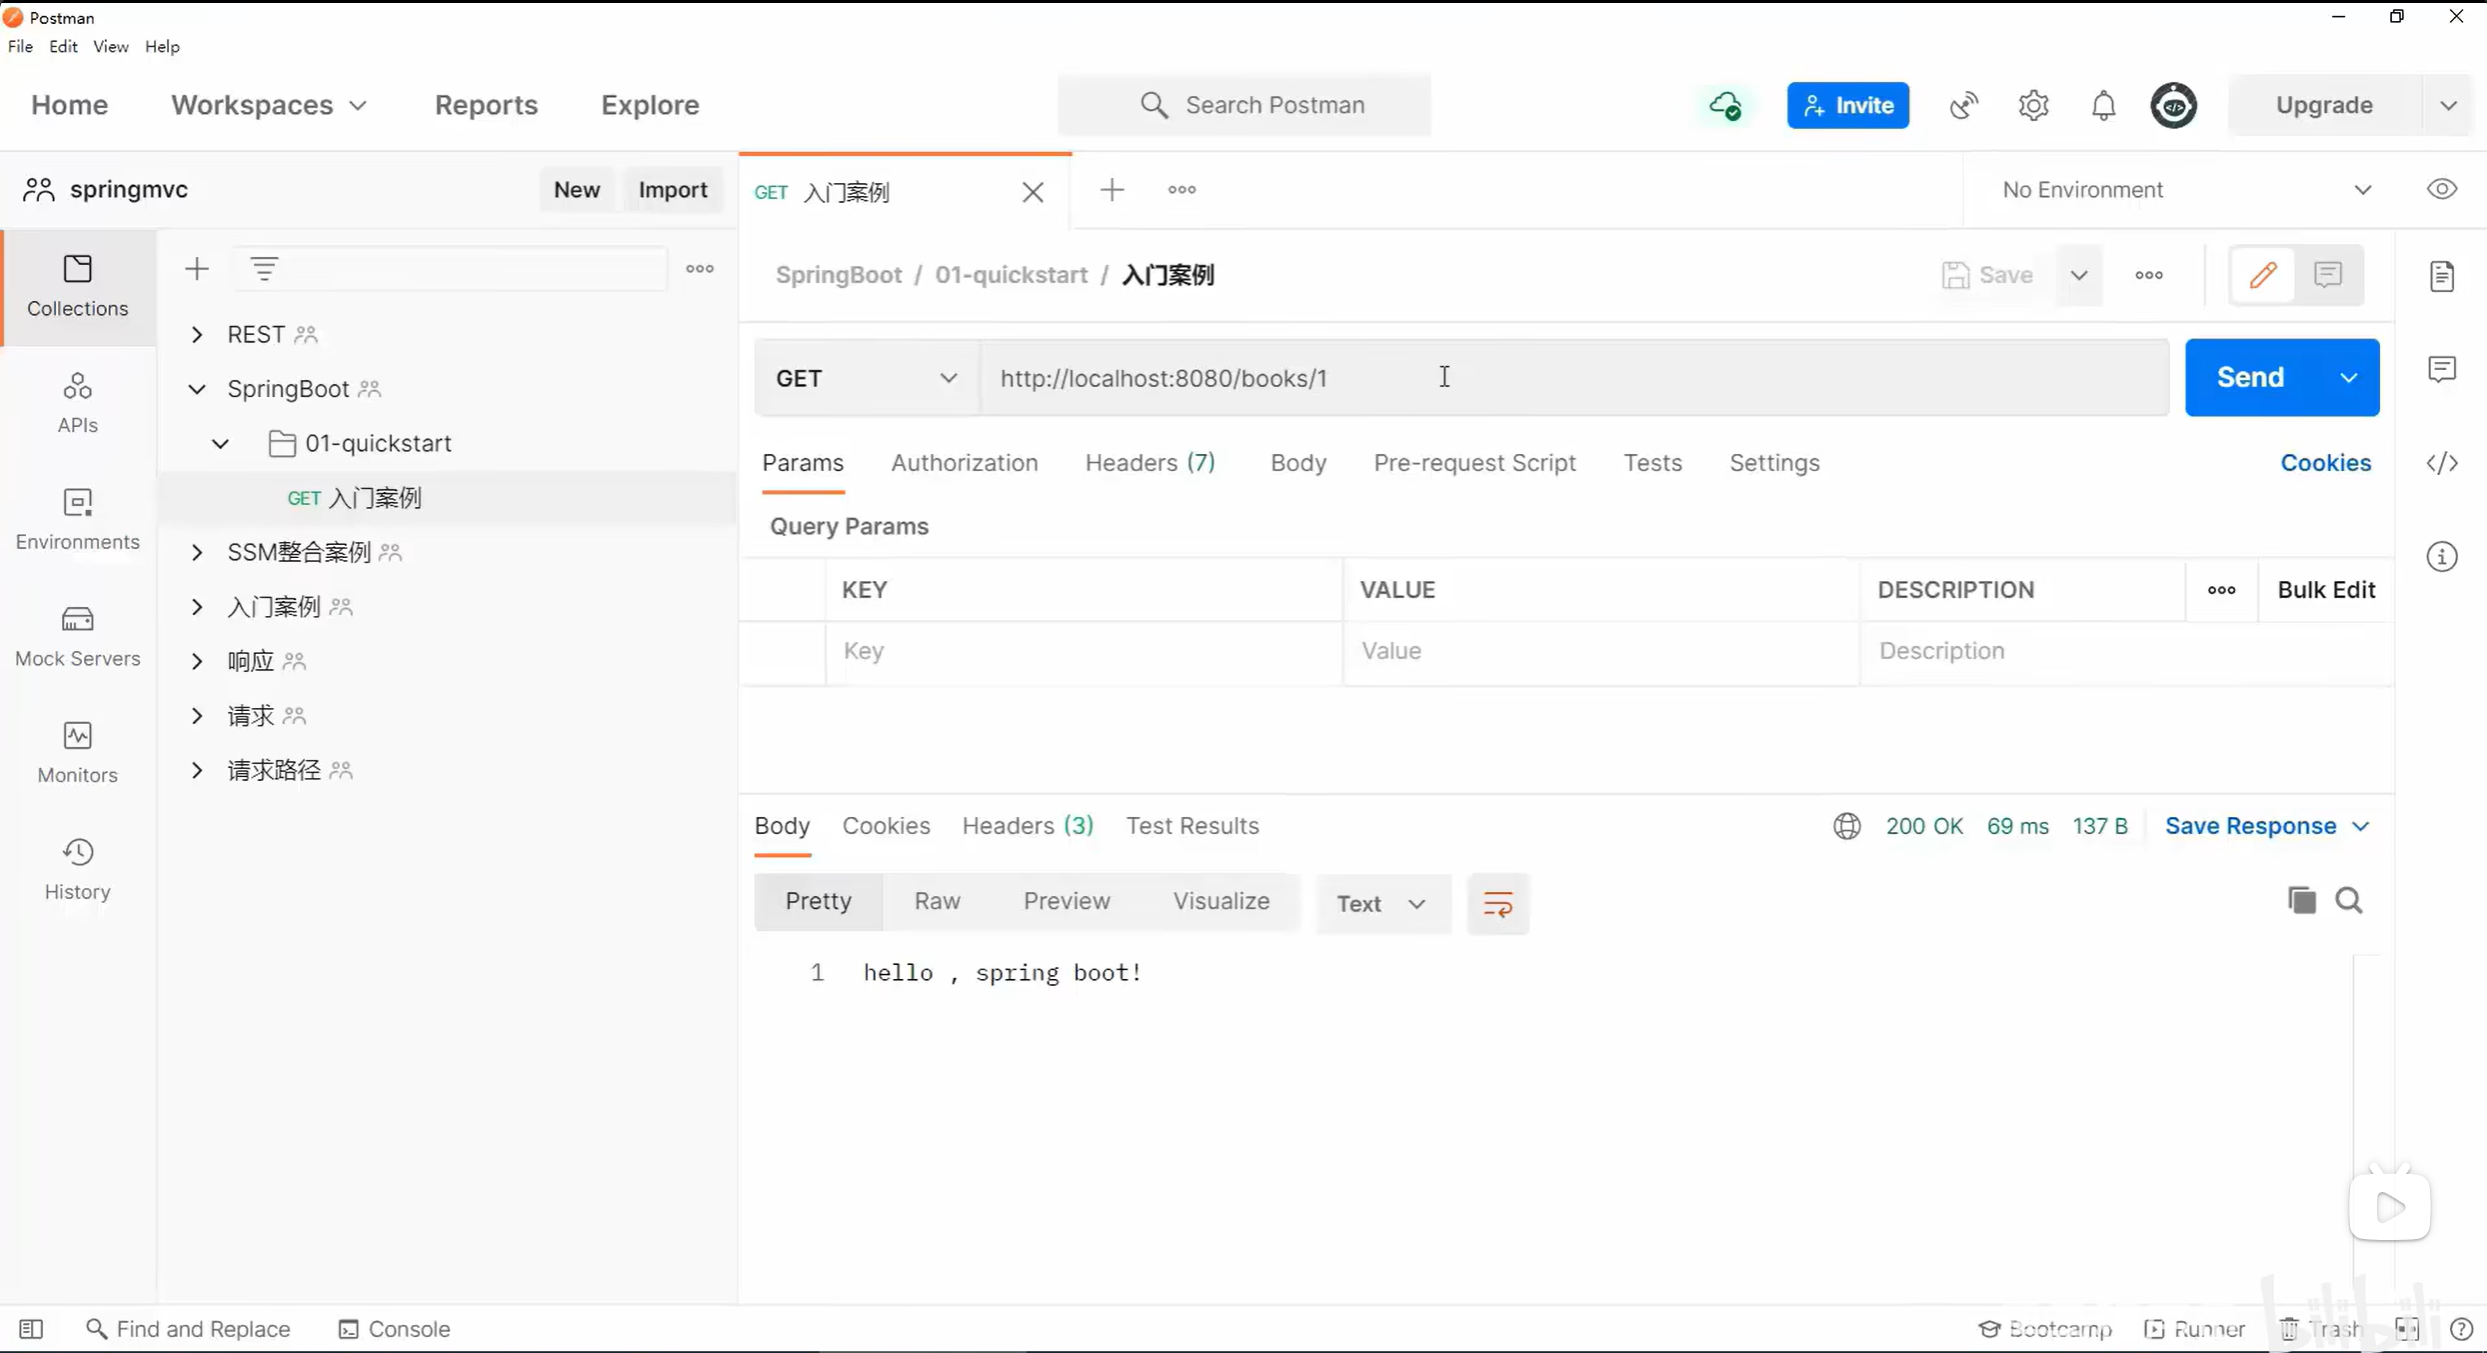 Postman
File Edit View Help
Home Workspaces Reports Explore Search Postman Invite Upgrade
springmvc New Import GET 入门案例 No Environment
Collections
APIs
Environments
Mock Servers
Monitors
History
REST
SpringBoot
01-quickstart
GET 入门案例
SSM整合案例
入门案例
响应
请求
请求路径
SpringBoot / 01-quickstart / 入门案例 Save
GET http://localhost:8080/books/1 Send
Params Authorization Headers (7) Body Pre-request Script Tests Settings Cookies
Query Params
KEY VALUE DESCRIPTION Bulk Edit
Key Value Description
Body Cookies Headers (3) Test Results 200 OK 69 ms 137 B Save Response
Pretty Raw Preview Visualize Text
1 hello , spring boot!
Find and Replace Console Bootcamp Runner Trash
bilibili